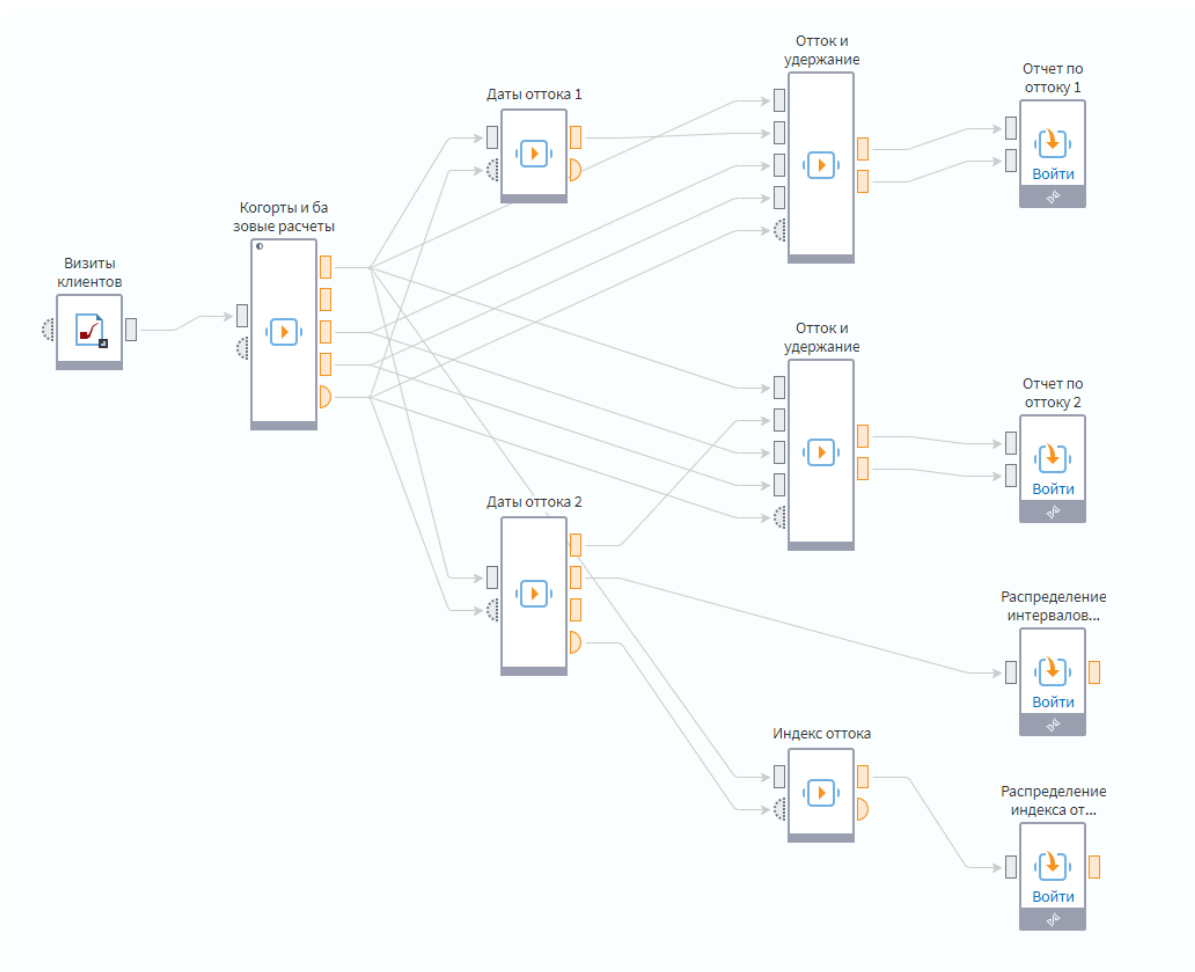 Отток и
удержание
Отчет по
оттоку 1
Войти
Даты оттока 1
Когорты и ба
зовые расчеты
Визиты
клиентов
Отток и
удержание
Отчет по
оттоку 2
Войти
Даты оттока 2
Распределение
интервалов...
Войти
Индекс оттока
Распределение
индекса от...
Войти